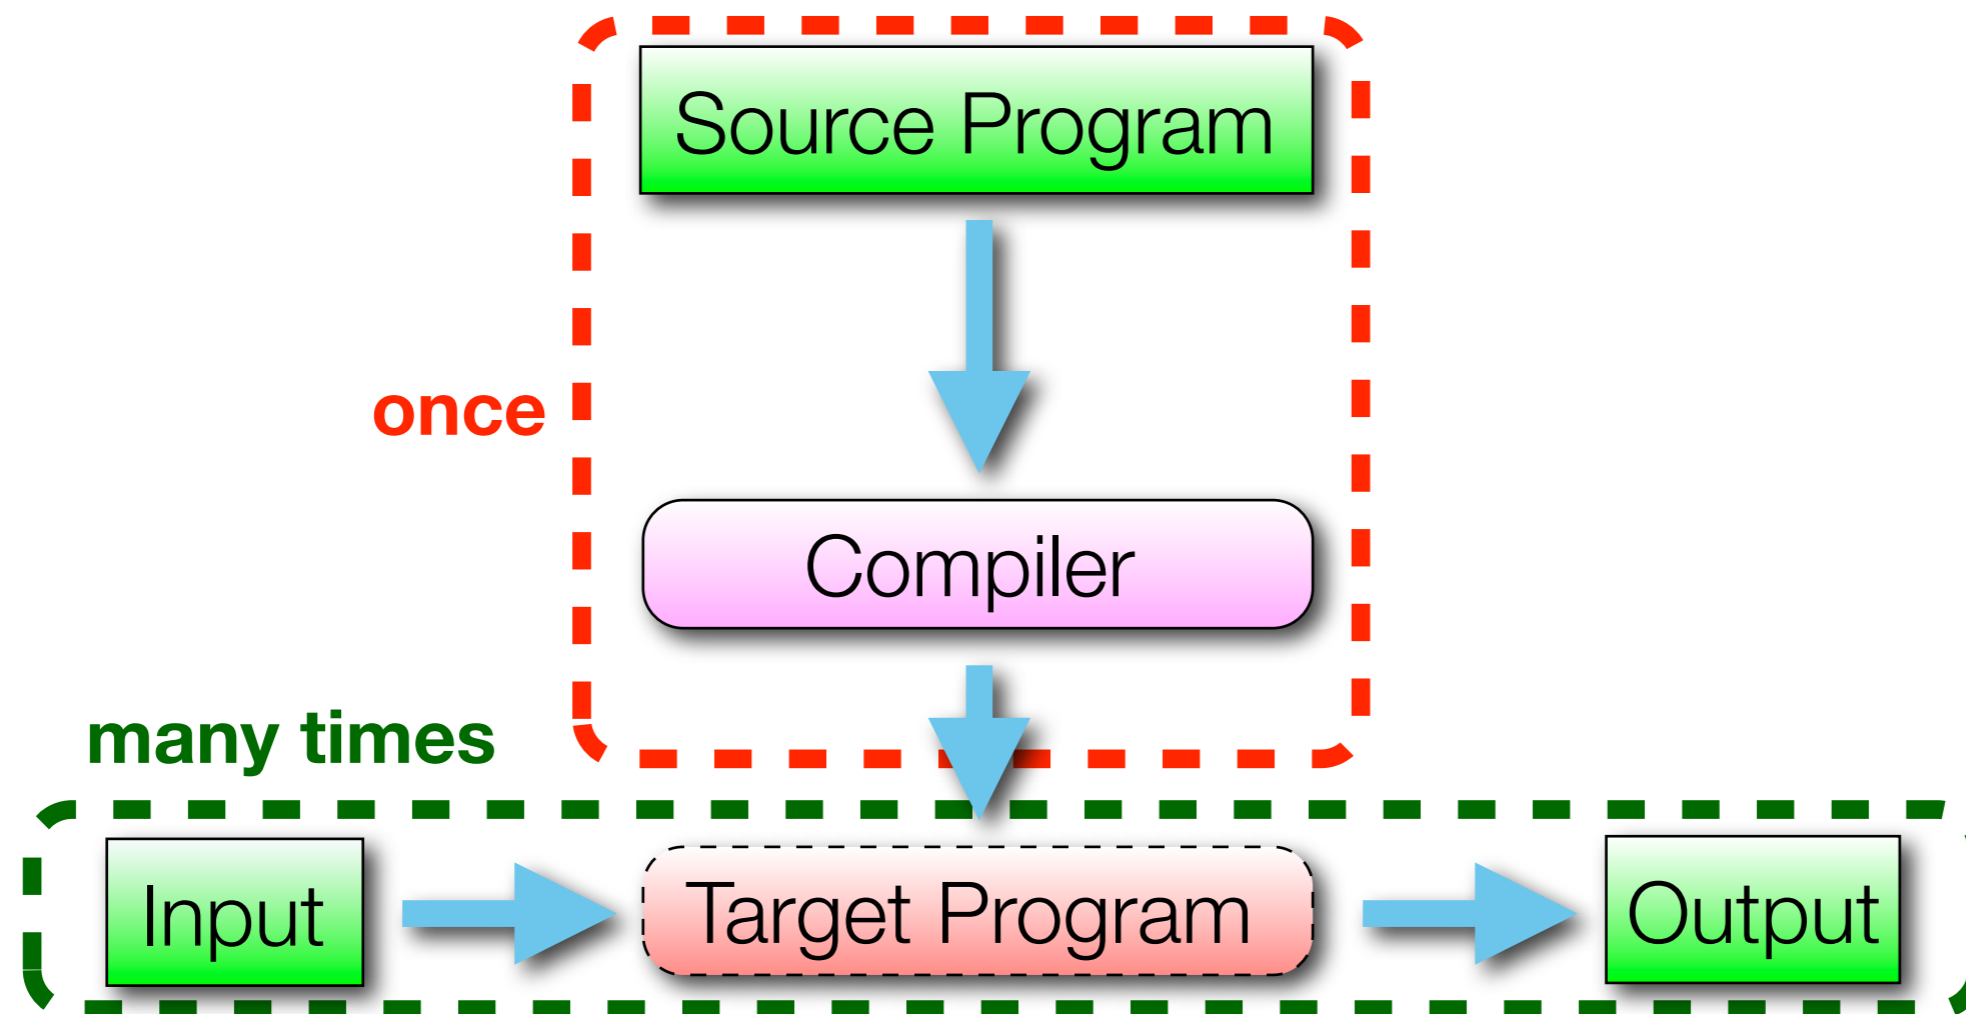 Source Program
once
Compiler
many times
Input
Target Program
Output